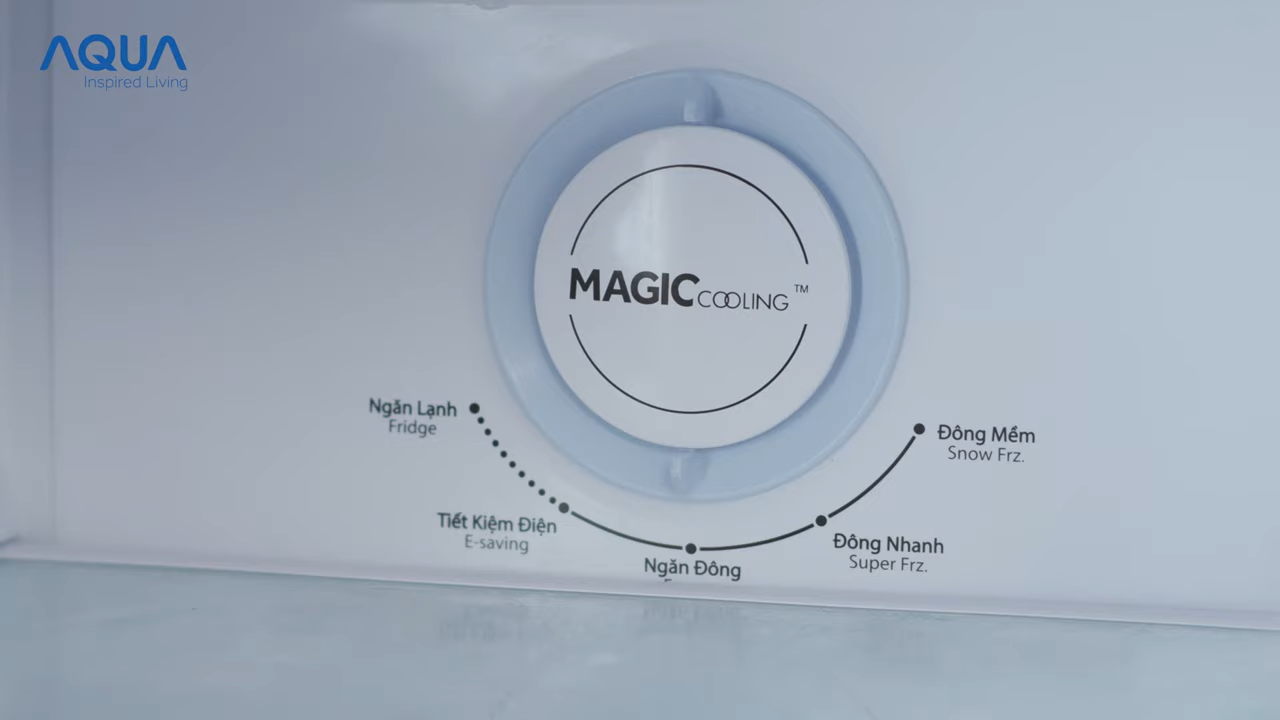 AQUA
Inspired Living
MAGIC COOLING™
Ngăn Lạnh
Fridge
Tiết Kiệm Điện
E-saving
Ngăn Đông
Đông Nhanh
Super Frz.
Đông Mềm
Snow Frz.